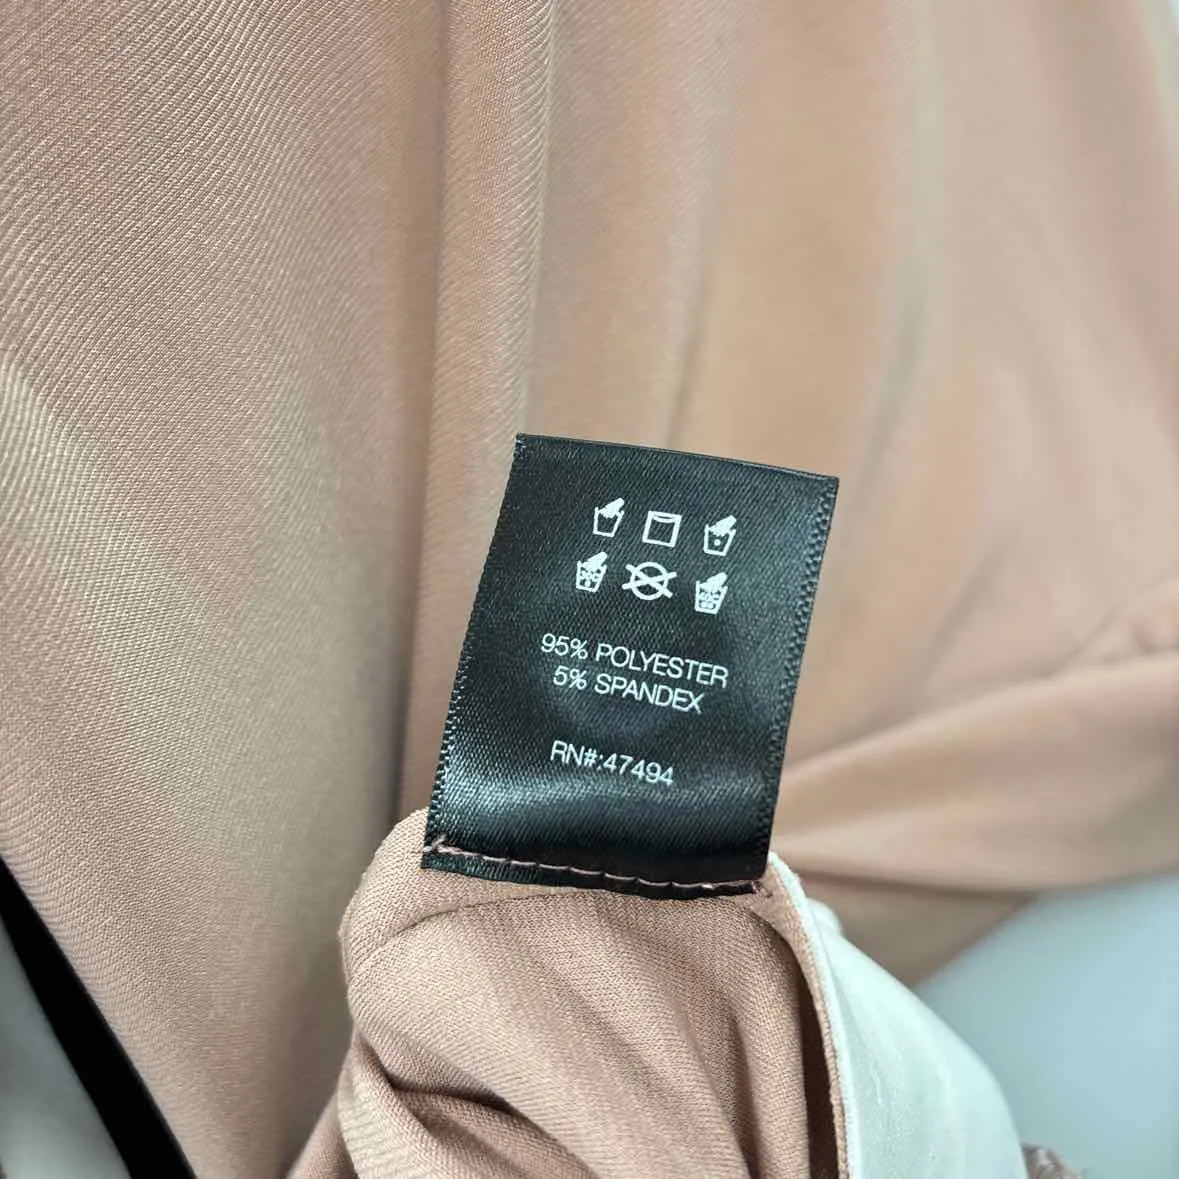 95% POLYESTER
5% SPANDEX
RN#:47494